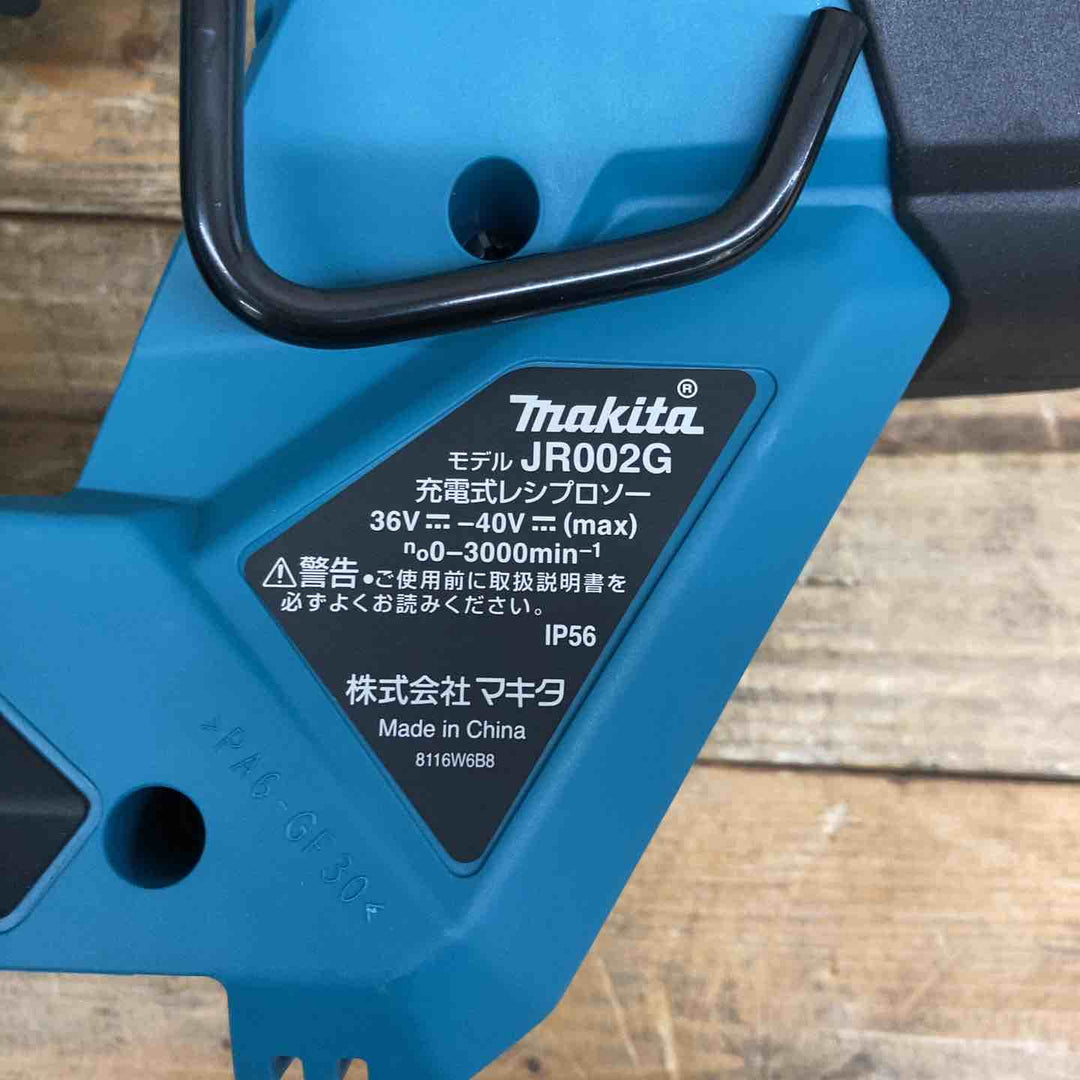 makita®
モデル JR002G
充電式レシプロソー
36V⎓–40V⎓(max)
no0–3000min–1
⚠警告●ご使用前に取扱説明書を
必ずよくお読みください。
IP56
株式会社マキタ
Made in China
8116W6B8
>PA6-GF30<